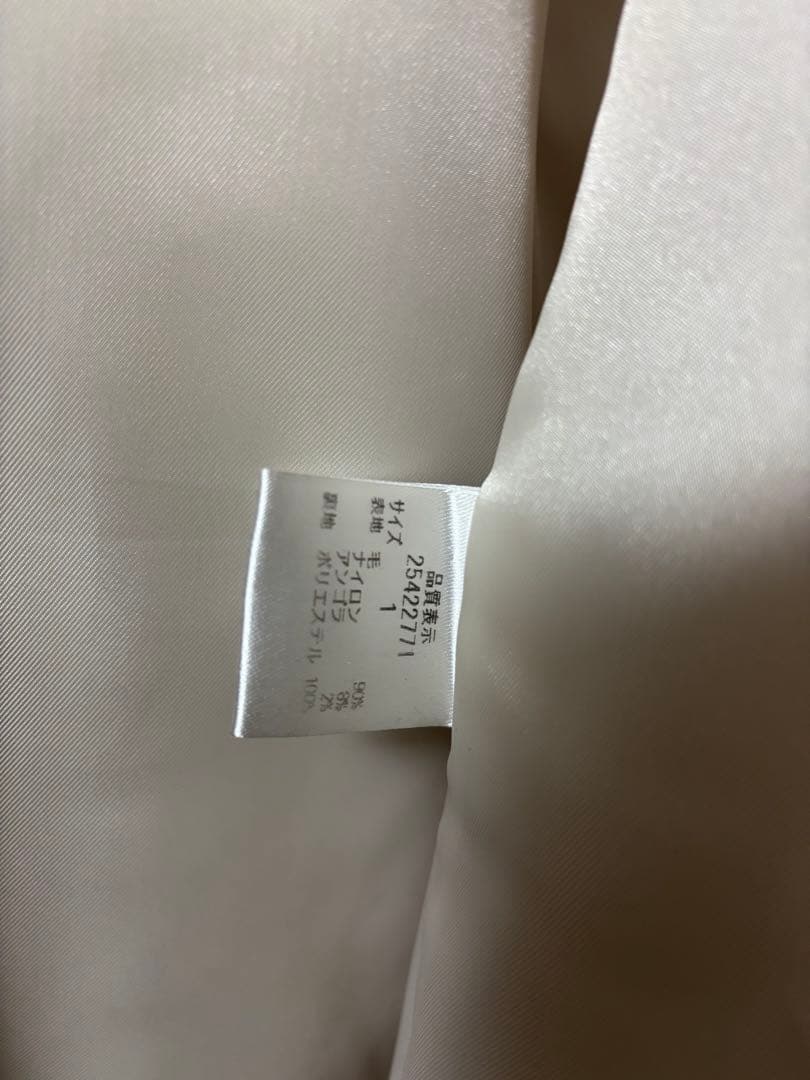 品質表示
25422771
サイズ 1
表地 毛 90%
ナイロン 8%
アンゴラ 2%
裏地 ポリエステル 100%